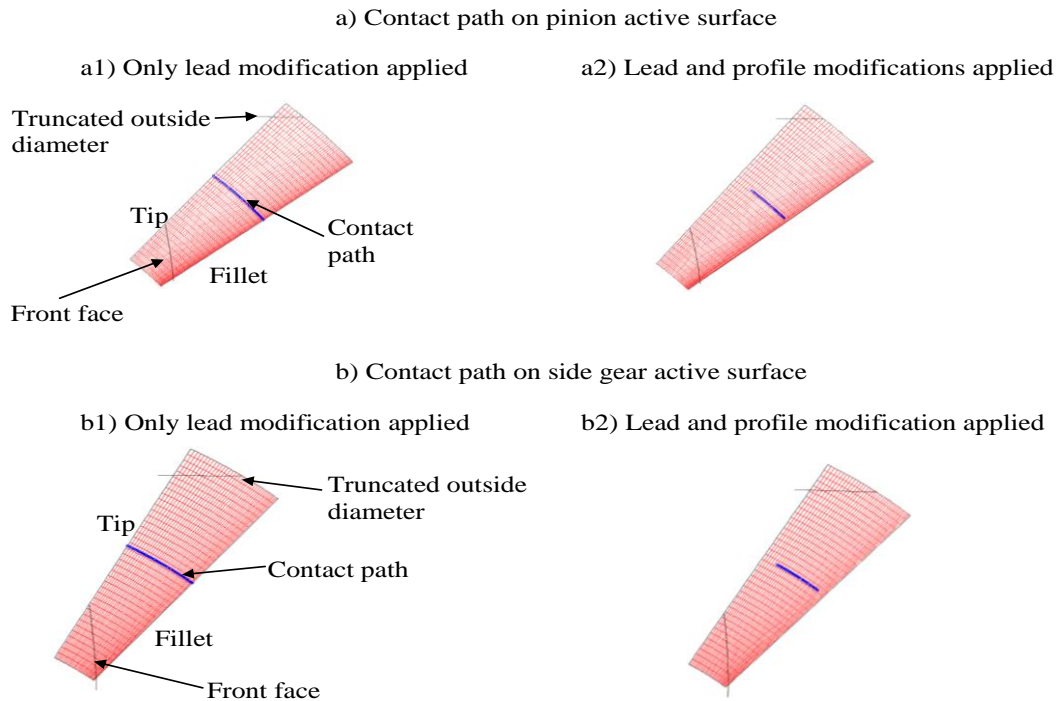 a) Contact path on pinion active surface
a1) Only lead modification applied
a2) Lead and profile modifications applied
Truncated outside
diameter
Tip
Contact
path
Fillet
Front face
b) Contact path on side gear active surface
b1) Only lead modification applied
b2) Lead and profile modification applied
Truncated outside
diameter
Tip
Contact path
Fillet
Front face